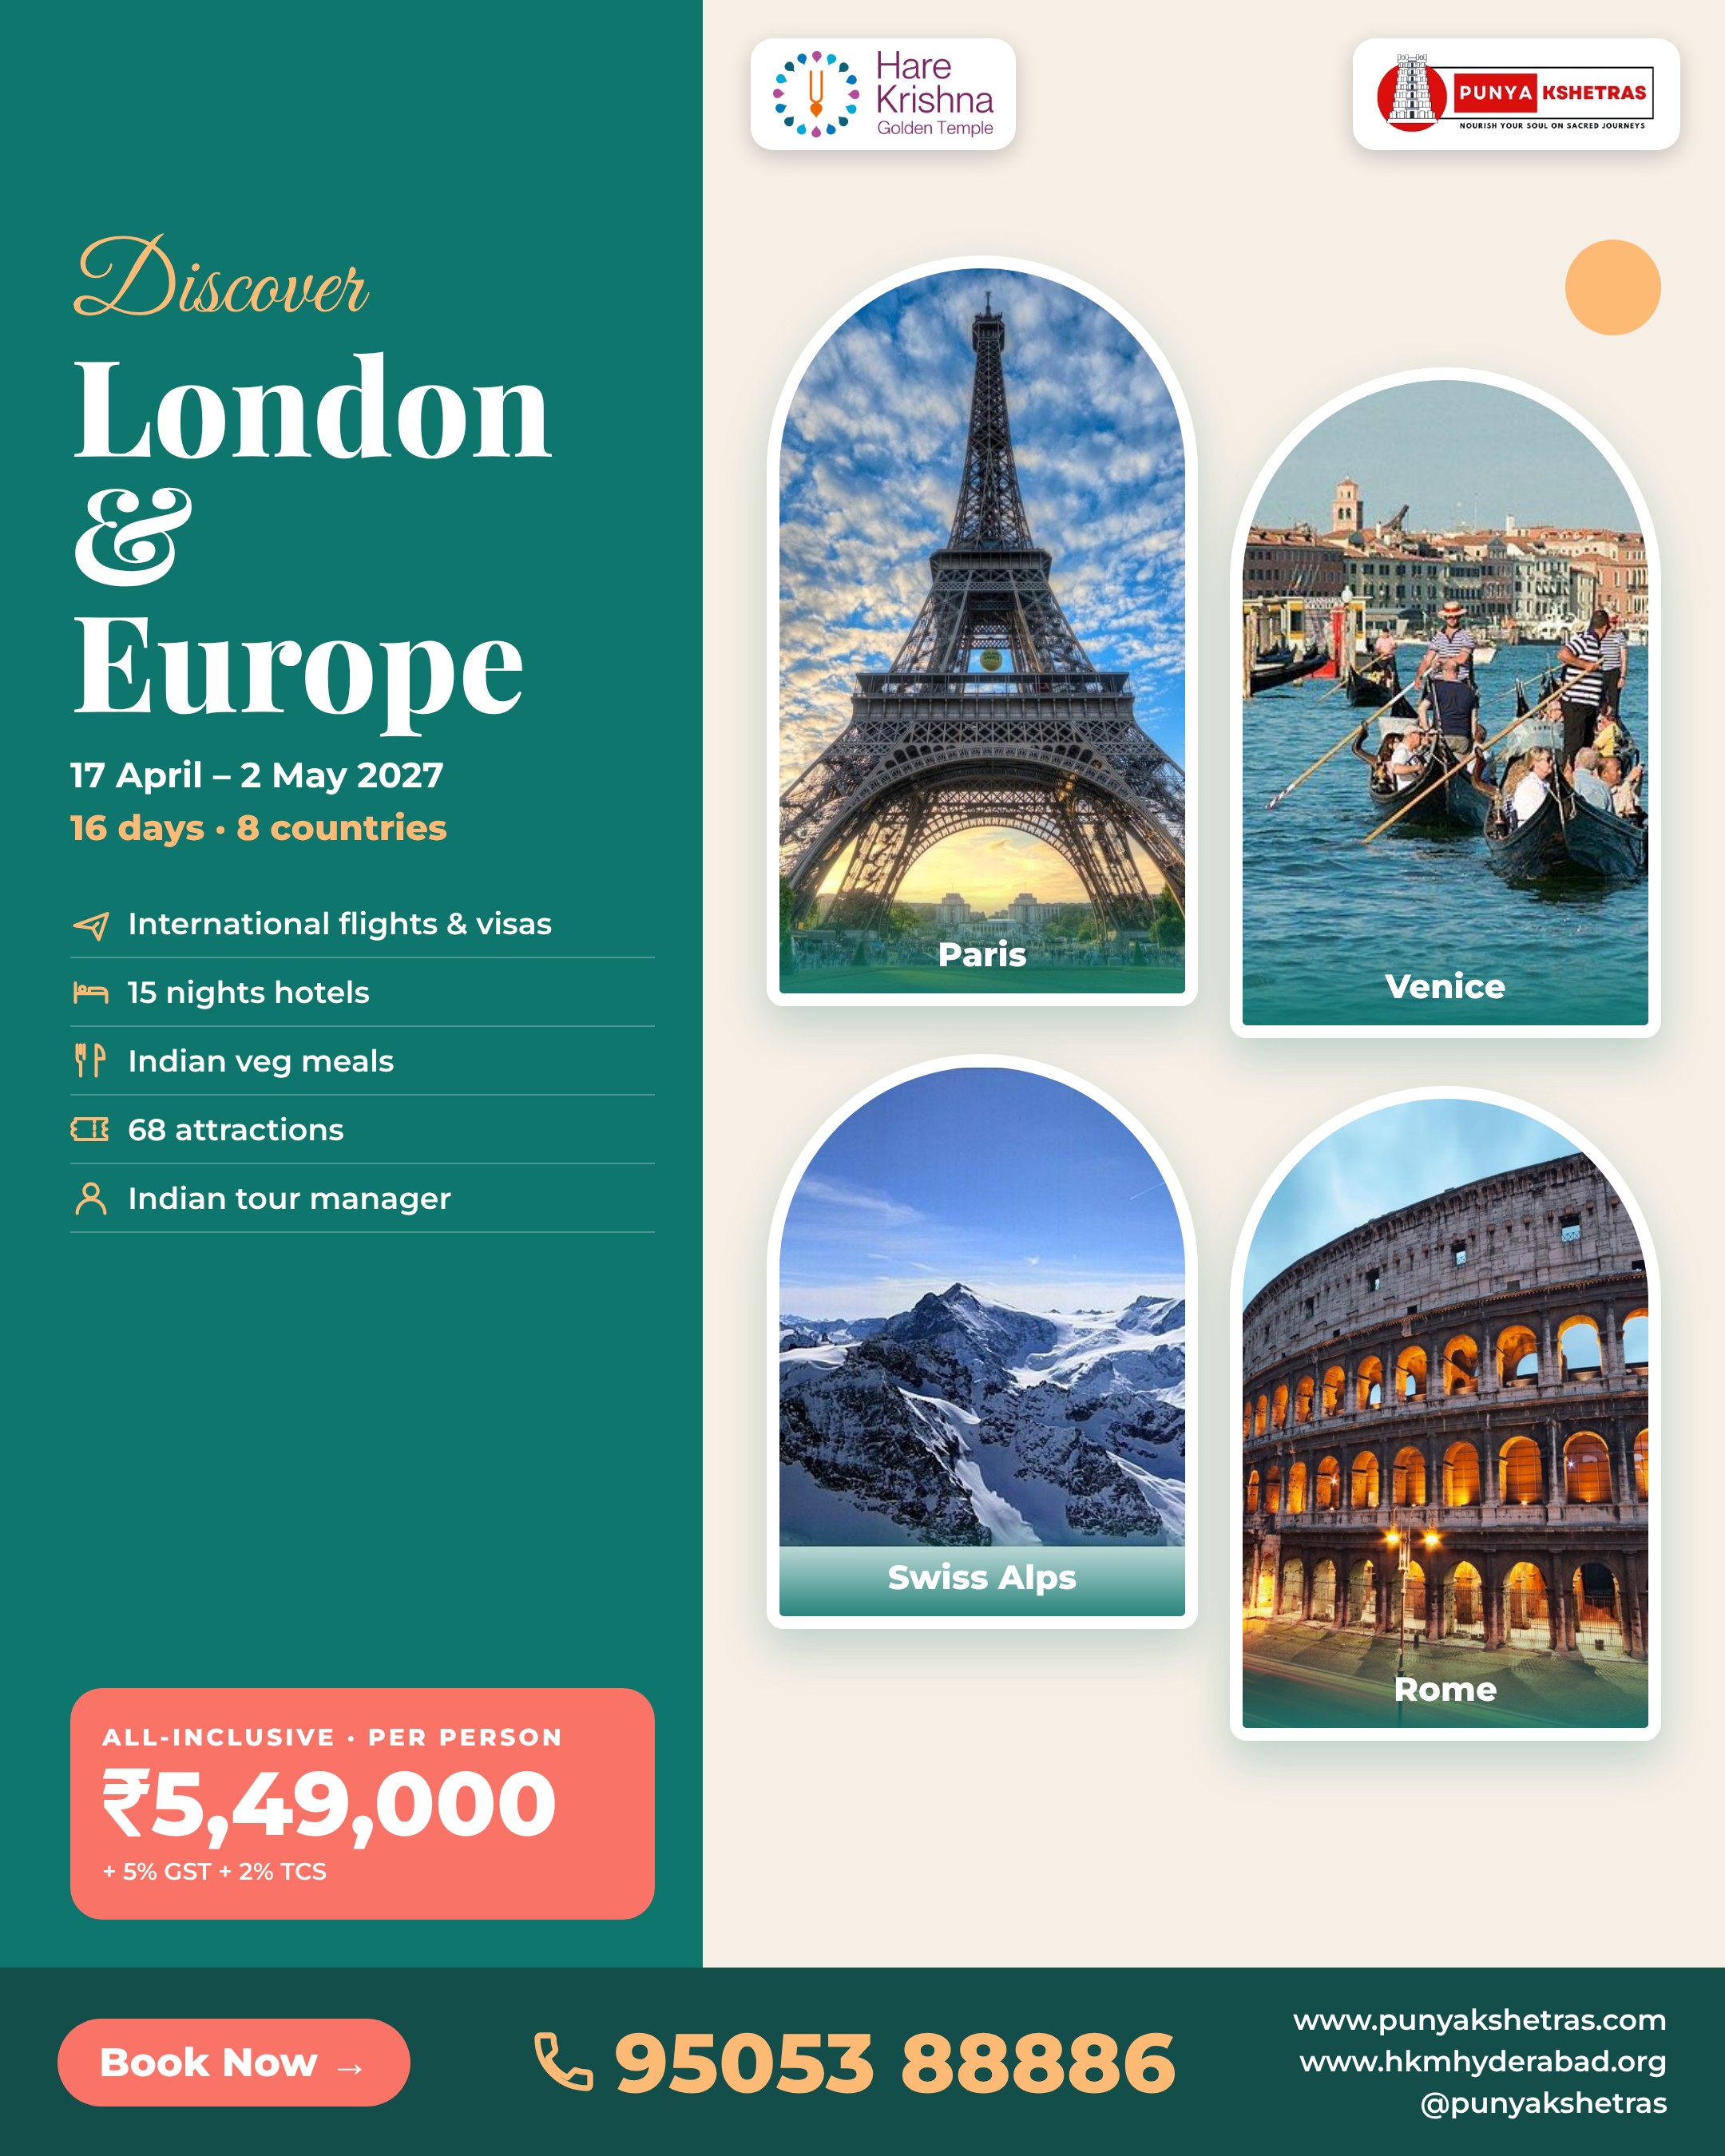 Hare
Krishna
Golden Temple
PUNYA KSHETRAS
NOURISH YOUR SOUL ON SACRED JOURNEYS
Discover
London
&
Europe
17 April – 2 May 2027
16 days • 8 countries
International flights & visas
15 nights hotels
Indian veg meals
68 attractions
Indian tour manager
Paris
Venice
Swiss Alps
Rome
ALL-INCLUSIVE • PER PERSON
₹5,49,000
+ 5% GST + 2% TCS
Book Now →
95053 88886
www.punyakshetras.com
www.hkmhyderabad.org
@punyakshetras